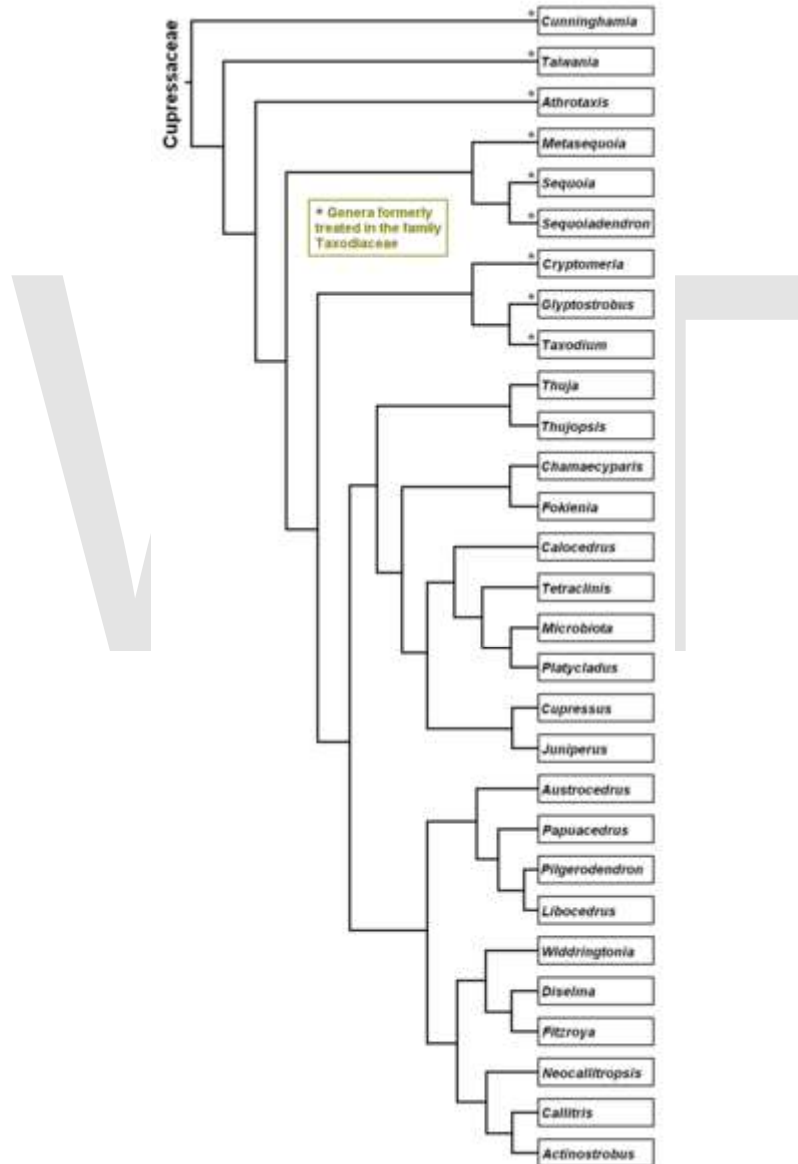 Cupressaceae
* Cunninghamia
* Taiwania
* Athrotaxis
* Metasequoia
* Sequoia
* Sequoiadendron
* Genera formerly
treated in the family
Taxodiaceae
* Cryptomeria
* Glyptostrobus
* Taxodium
Thuja
Thujopsis
Chamaecyparis
Fokienia
Calocedrus
Tetraclinis
Microbiota
Platycladus
Cupressus
Juniperus
Austrocedrus
Papuacedrus
Pilgerodendron
Libocedrus
Widdringtonia
Diselma
Fitzroya
Neocallitropsis
Callitris
Actinostrobus